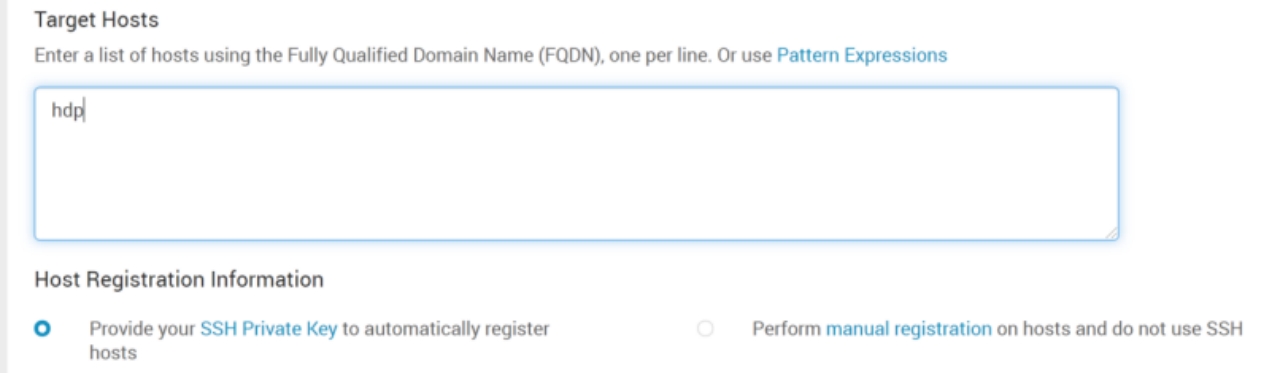 Target Hosts
Enter a list of hosts using the Fully Qualified Domain Name (FQDN), one per line. Or use Pattern Expressions
hdp
Host Registration Information
Provide your SSH Private Key to automatically register
hosts
Perform manual registration on hosts and do not use SSH